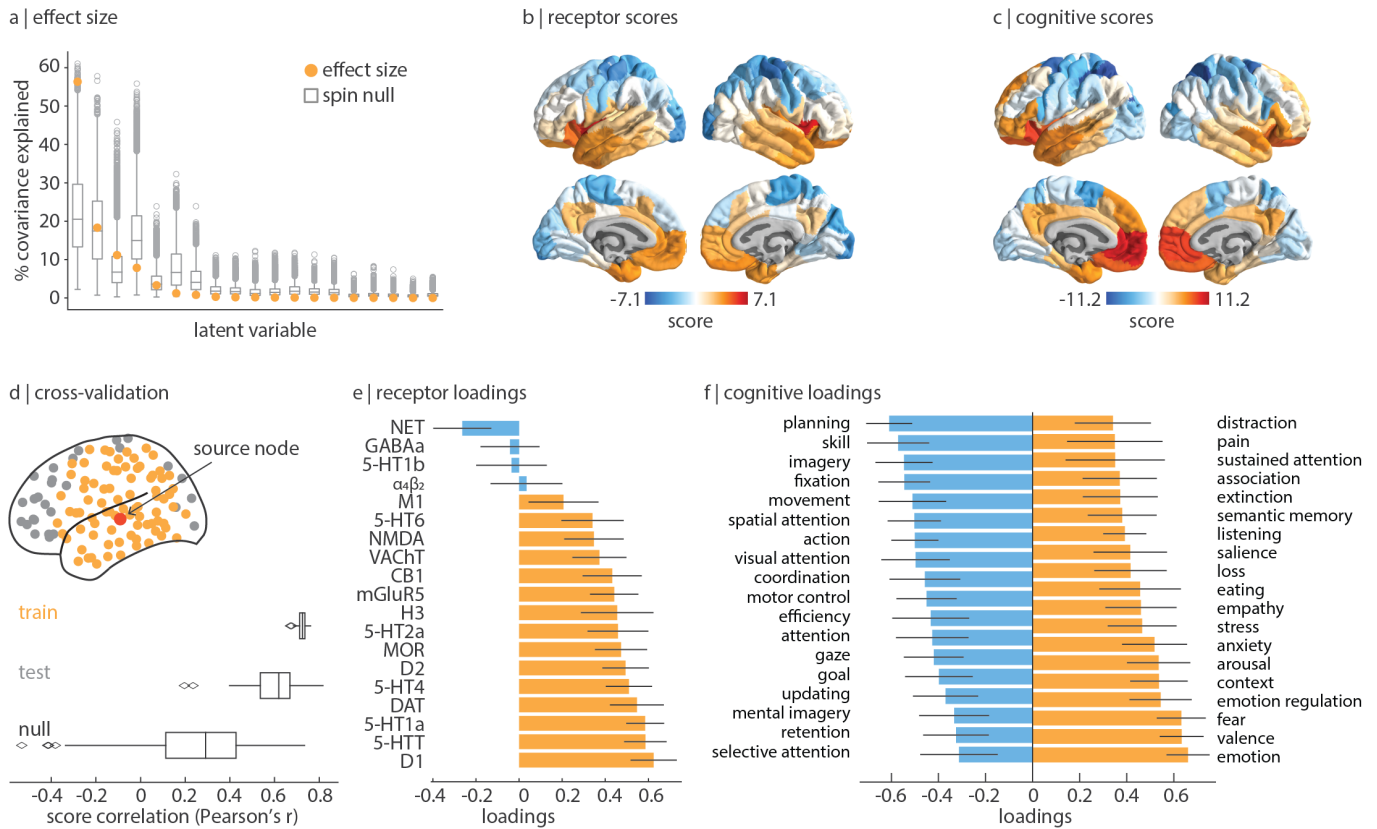 a | effect size
b | receptor scores
c | cognitive scores
% covariance explained
60
50
40
30
20
10
0
effect size
spin null
latent variable
-7.1 7.1
score
-11.2 11.2
score
d | cross-validation
source node
train
test
null
-0.4 -0.2 0 0.2 0.4 0.6 0.8
score correlation (Pearson's r)
e | receptor loadings
NET
GABAa
5-HT1b
α₄β₂
M1
5-HT6
NMDA
VAChT
CB1
mGluR5
H3
5-HT2a
MOR
D2
5-HT4
DAT
5-HT1a
5-HTT
D1
-0.4 -0.2 0 0.2 0.4 0.6
loadings
f | cognitive loadings
planning
skill
imagery
fixation
movement
spatial attention
action
visual attention
coordination
motor control
efficiency
attention
gaze
goal
updating
mental imagery
retention
selective attention
distraction
pain
sustained attention
association
extinction
semantic memory
listening
salience
loss
eating
empathy
stress
anxiety
arousal
context
emotion regulation
fear
valence
emotion
-0.6 -0.4 -0.2 0 0.2 0.4 0.6
loadings